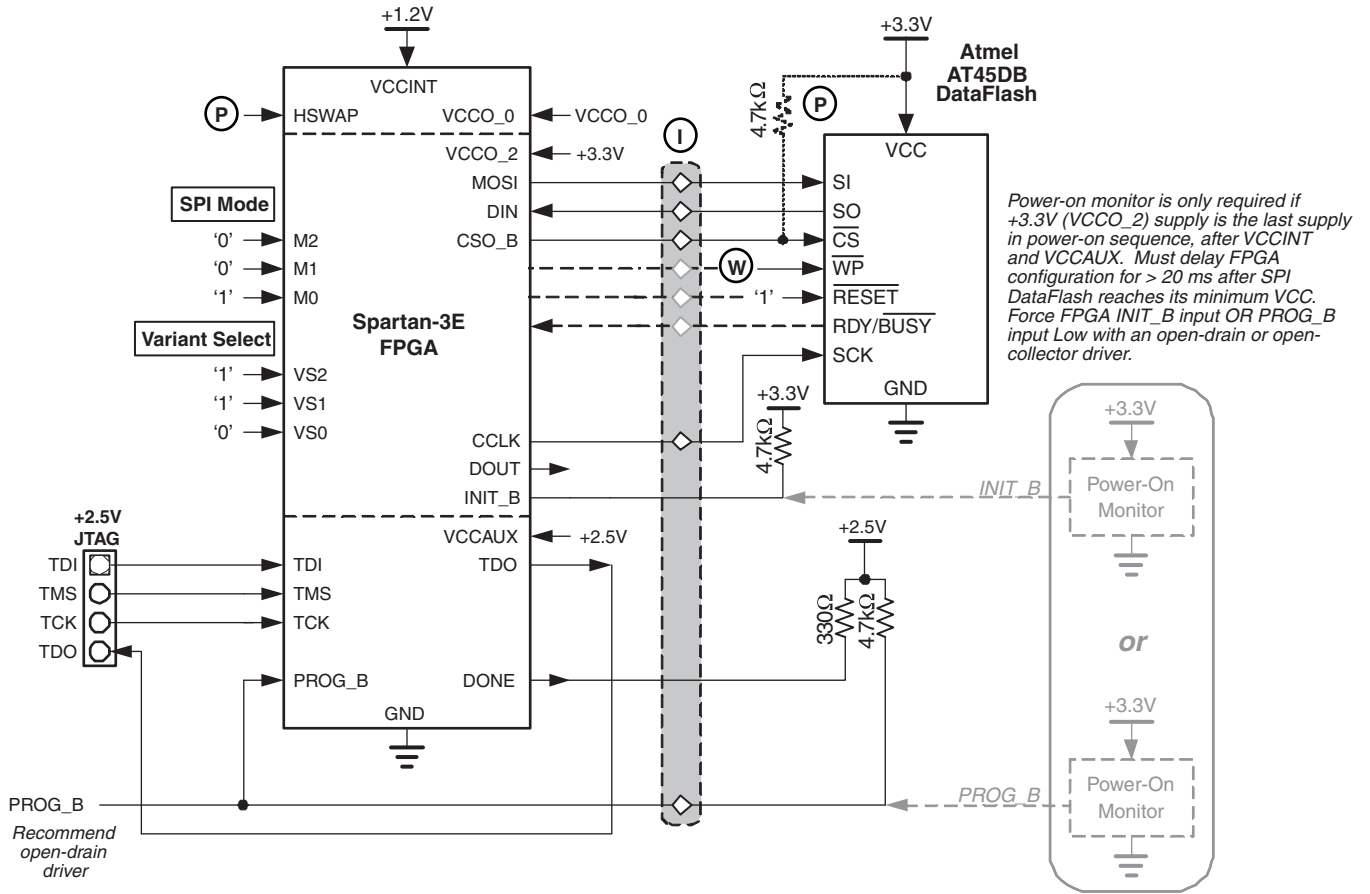 +1.2V
VCCINT
P
HSWAP
VCCO_0
VCCO_0
VCCO_2
+3.3V
MOSI
DIN
CSO_B
SPI Mode
'0'
M2
'0'
M1
'1'
M0
Variant Select
'1'
VS2
'1'
VS1
'0'
VS0
Spartan-3E
FPGA
CCLK
DOUT
INIT_B
VCCAUX
+2.5V
TDO
+2.5V
JTAG
TDI
TMS
TCK
TDO
TDI
TMS
TCK
PROG_B
DONE
GND
PROG_B
Recommend
open-drain
driver
I
W
'1'
+3.3V
4.7kΩ
P
Atmel
AT45DB
DataFlash
VCC
SI
SO
CS
WP
RESET
RDY/BUSY
SCK
GND
+3.3V
4.7kΩ
+2.5V
330Ω
4.7kΩ
Power-on monitor is only required if
+3.3V (VCCO_2) supply is the last supply
in power-on sequence, after VCCINT
and VCCAUX. Must delay FPGA
configuration for > 20 ms after SPI
DataFlash reaches its minimum VCC.
Force FPGA INIT_B input OR PROG_B
input Low with an open-drain or open-
collector driver.
+3.3V
INIT_B
Power-On
Monitor
or
+3.3V
PROG_B
Power-On
Monitor